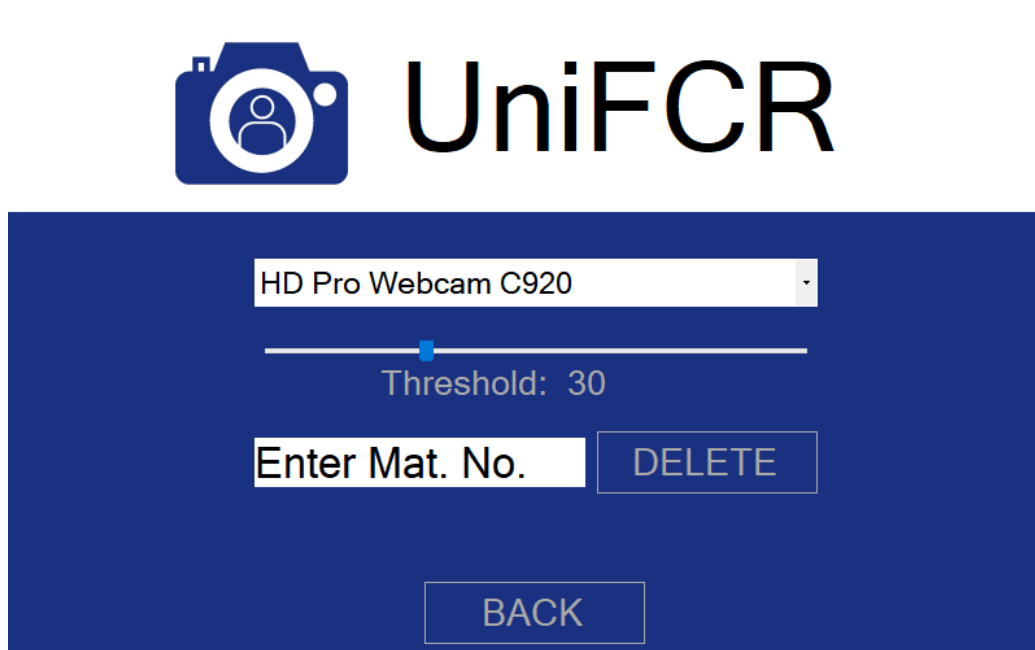 UniFCR
HD Pro Webcam C920
Threshold: 30
Enter Mat. No. DELETE
BACK